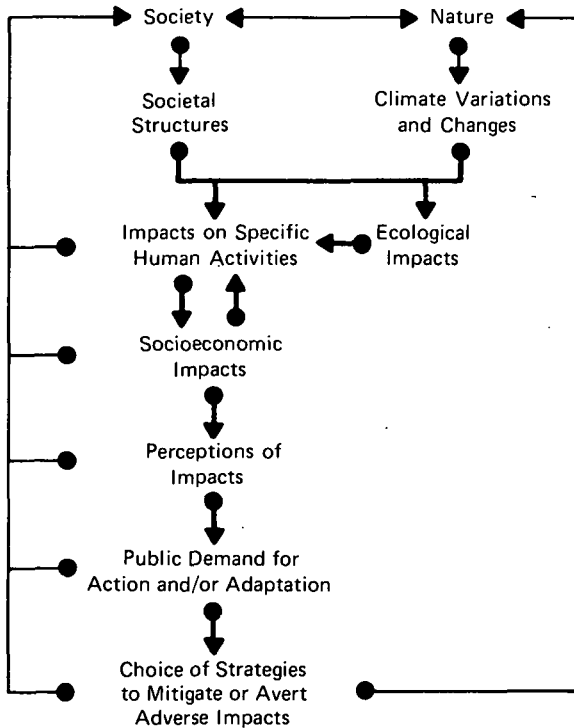 Society
Nature
Societal
Structures
Climate Variations
and Changes
Impacts on Specific
Human Activities
Ecological
Impacts
Socioeconomic
Impacts
Perceptions of
Impacts
Public Demand for
Action and/or Adaptation
Choice of Strategies
to Mitigate or Avert
Adverse Impacts